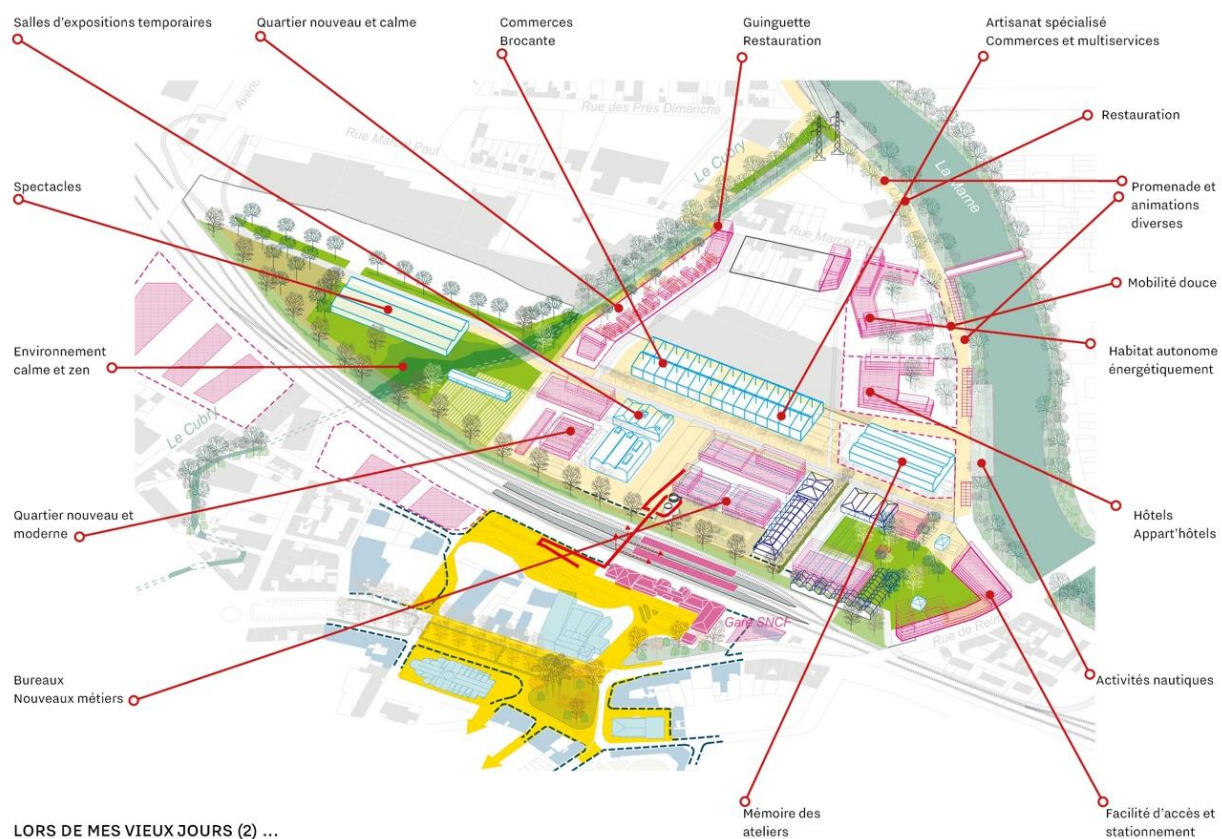 Salles d'expositions temporaires
Quartier nouveau et calme
Commerces
Brocante
Guinguette
Restauration
Artisanat spécialisé
Commerces et multiservices
Restauration
Promenade et
animations
diverses
Mobilité douce
Habitat autonome
énergétiquement
Hôtels
Appart'hôtels
Activités nautiques
Facilité d'accès et
stationnement
Mémoire des
ateliers
Spectacles
Environnement
calme et zen
Quartier nouveau et
moderne
Bureaux
Nouveaux métiers
Rue des Prés Dimanche
Rue Marcel Paul
Le Cubry
La Marne
Rue Marcel
Le Cubry
Gare SNCF
Rue de Reims
LORS DE MES VIEUX JOURS (2) ...